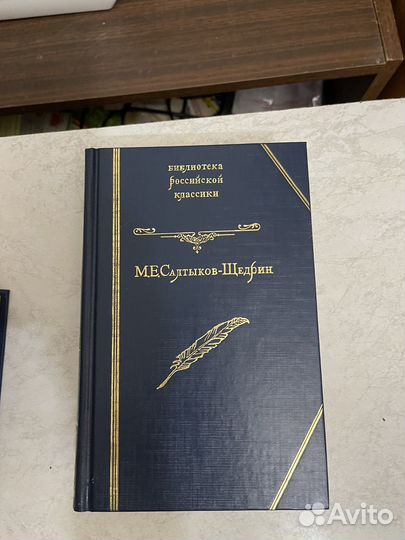 библиотека
российской
классики
М.Е.Салтыков-Щедрин
Avito